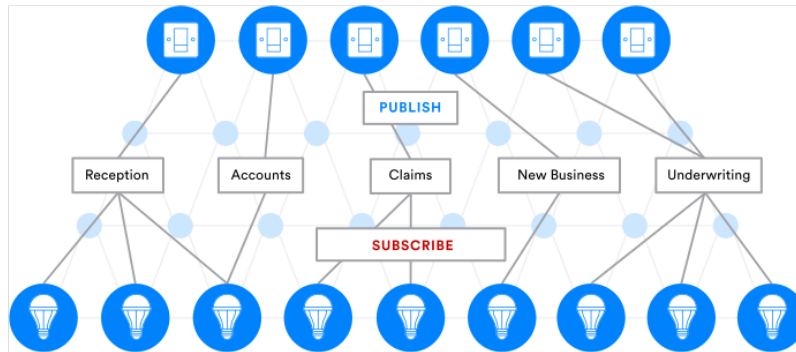 PUBLISH
Reception
Accounts
Claims
New Business
Underwriting
SUBSCRIBE